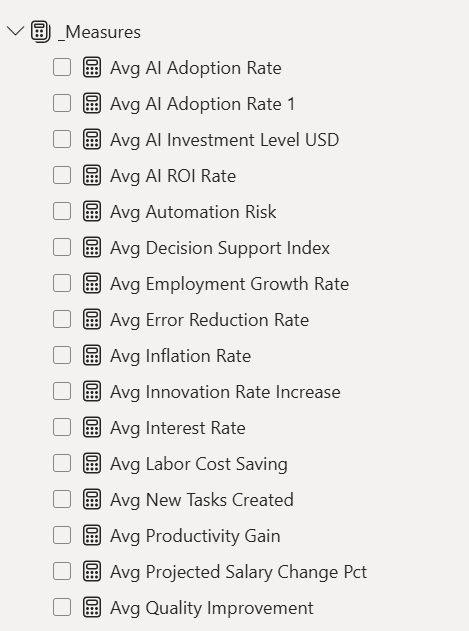 _Measures
Avg AI Adoption Rate
Avg AI Adoption Rate 1
Avg AI Investment Level USD
Avg AI ROI Rate
Avg Automation Risk
Avg Decision Support Index
Avg Employment Growth Rate
Avg Error Reduction Rate
Avg Inflation Rate
Avg Innovation Rate Increase
Avg Interest Rate
Avg Labor Cost Saving
Avg New Tasks Created
Avg Productivity Gain
Avg Projected Salary Change Pct
Avg Quality Improvement